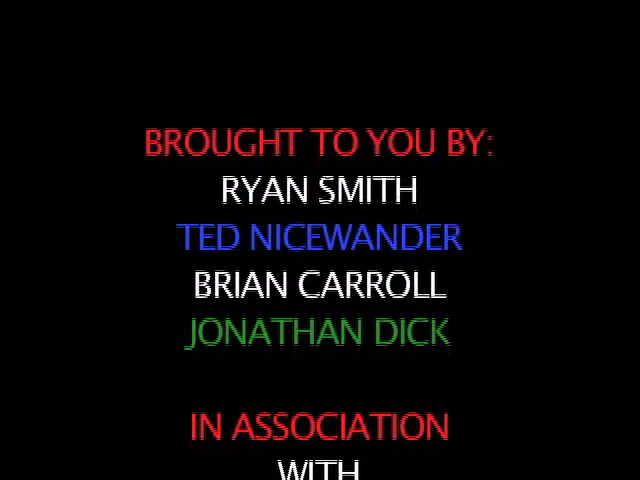 BROUGHT TO YOU BY:
RYAN SMITH
TED NICEWANDER
BRIAN CARROLL
JONATHAN DICK
IN ASSOCIATION
WITH